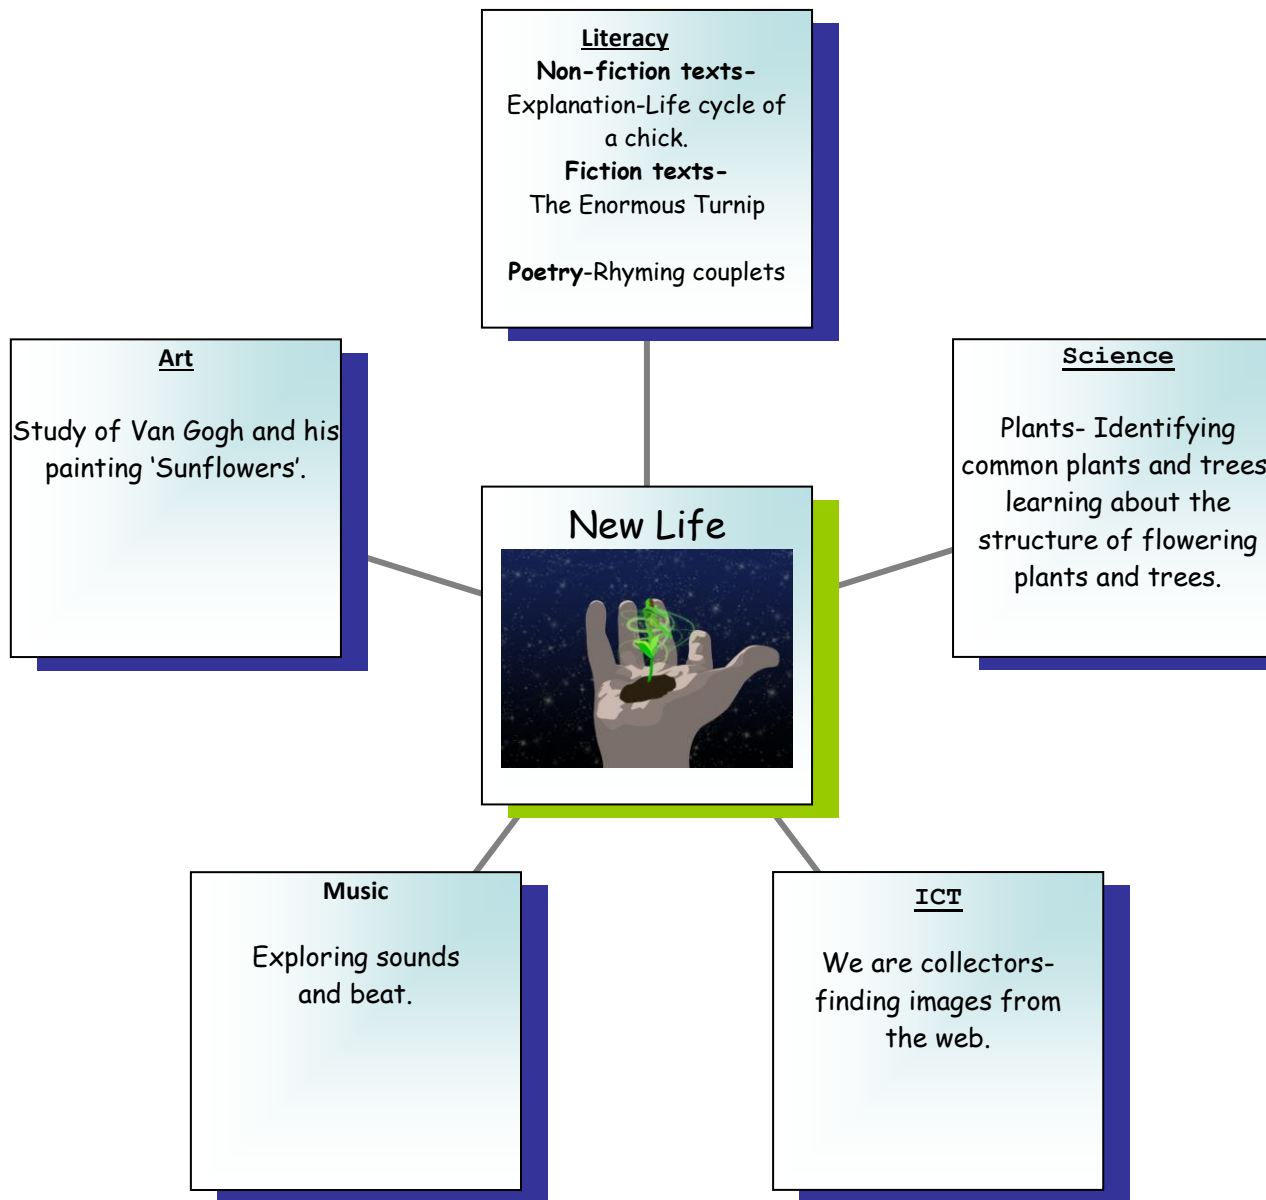 Literacy
Non-fiction texts-
Explanation-Life cycle of
a chick.
Fiction texts-
The Enormous Turnip
Poetry-Rhyming couplets
Art
Study of Van Gogh and his
painting ‘Sunflowers’.
Science
Plants- Identifying
common plants and trees
learning about the
structure of flowering
plants and trees.
New Life
Music
Exploring sounds
and beat.
ICT
We are collectors-
finding images from
the web.